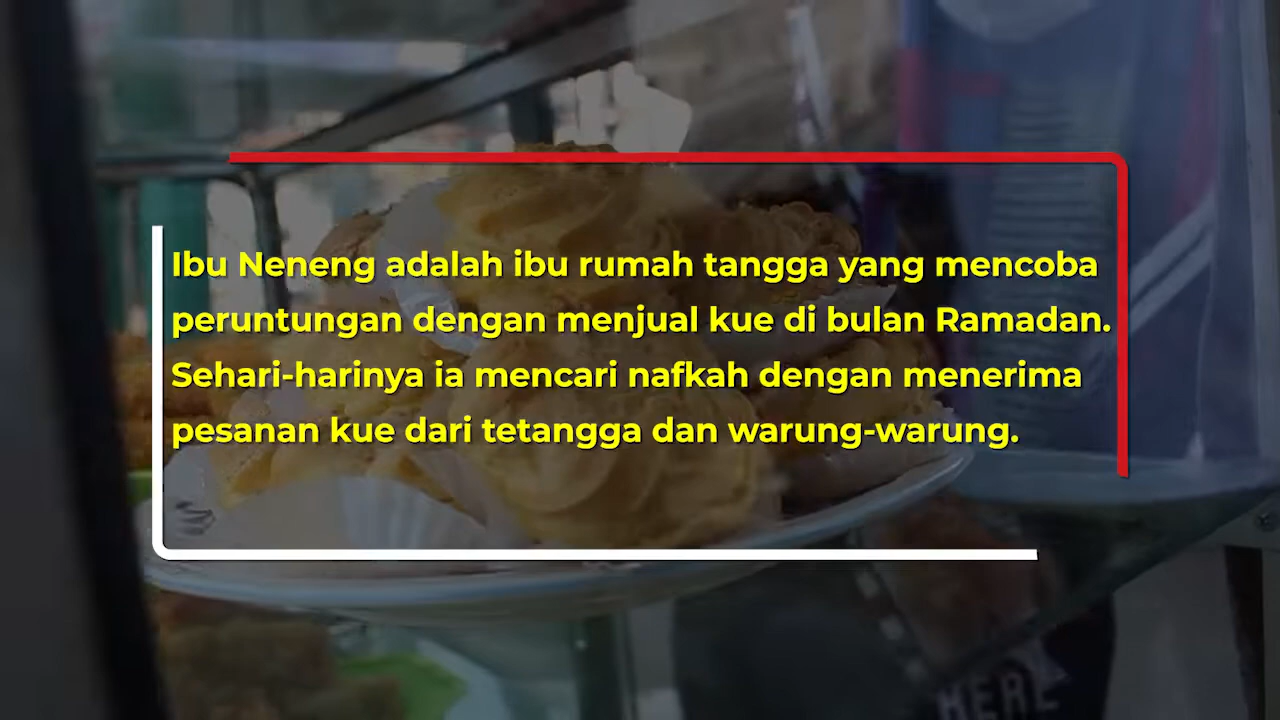 Ibu Neneng adalah ibu rumah tangga yang mencoba
peruntungan dengan menjual kue di bulan Ramadan.
Sehari-harinya ia mencari nafkah dengan menerima
pesanan kue dari tetangga dan warung-warung.